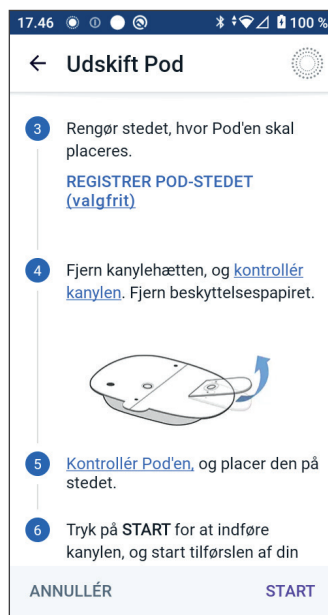 17.46 100 %
Udskift Pod
3 Rengør stedet, hvor Pod'en skal
placeres.
REGISTRER POD-STEDET
(valgfrit)
4 Fjern kanylehætten, og kontrollér
kanylen. Fjern beskyttelsespapiret.
5 Kontrollér Pod'en, og placer den på
stedet.
6 Tryk på START for at indføre
kanylen, og start tilførslen af din
ANNULLÉR START